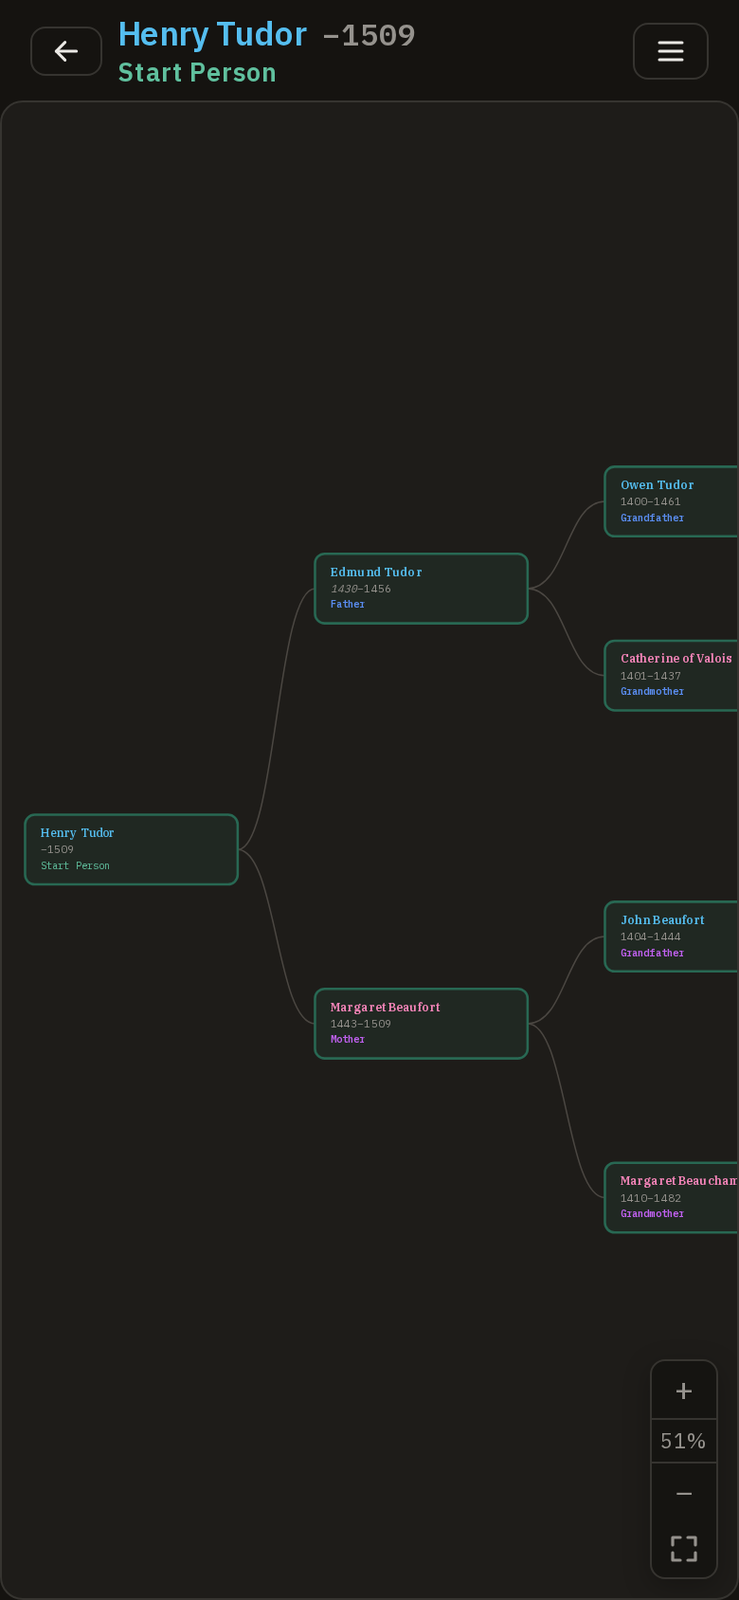 Henry Tudor –1509
Start Person
Owen Tudor
1400–1461
Grandfather
Edmund Tudor
1430–1456
Father
Catherine of Valois
1401–1437
Grandmother
Henry Tudor
–1509
Start Person
John Beaufort
1404–1444
Grandfather
Margaret Beaufort
1443–1509
Mother
Margaret Beaucham
1410–1482
Grandmother
+
51%
–